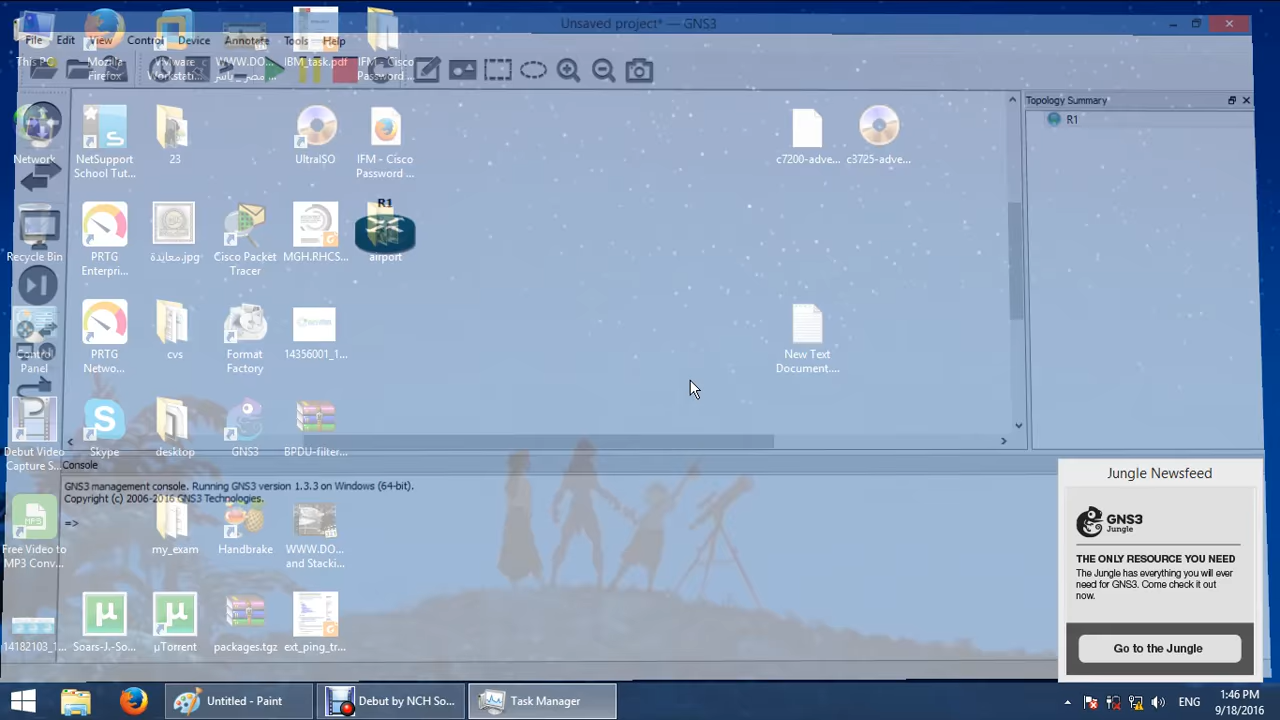 Unsaved project* — GNS3
File Edit View Control Device Annotate Tools Help
This PC
Mozilla
Firefox
VMware
Workstati...
WWW.DO...
IBM_task.pdf
IFM - Cisco
Password ...
Topology Summary
R1
Network
NetSupport
School Tut...
23
UltraISO
IFM - Cisco
Password ...
c7200-adve...
c3725-adve...
R1
Recycle Bin
PRTG
Enterpri...
معايدة.jpg
Cisco Packet
Tracer
MGH.RHCS...
airport
Control
Panel
PRTG
Netwo...
cvs
Format
Factory
14356001_1...
New Text
Document....
Debut Video
Capture S...
Skype
desktop
GNS3
BPDU-filter...
Console
GNS3 management console. Running GNS3 version 1.3.3 on Windows (64-bit).
Copyright (c) 2006-2016 GNS3 Technologies.
=>
Free Video to
MP3 Conv...
my_exam
Handbrake
WWW.DO...
and Stacki...
14182103_1...
Soars-J.-So...
µTorrent
packages.tgz
ext_ping_tr...
Jungle Newsfeed
GNS3
Jungle
THE ONLY RESOURCE YOU NEED
The Jungle has everything you will ever
need for GNS3. Come check it out
now.
Go to the Jungle
Untitled - Paint
Debut by NCH So...
Task Manager
ENG
1:46 PM
9/18/2016